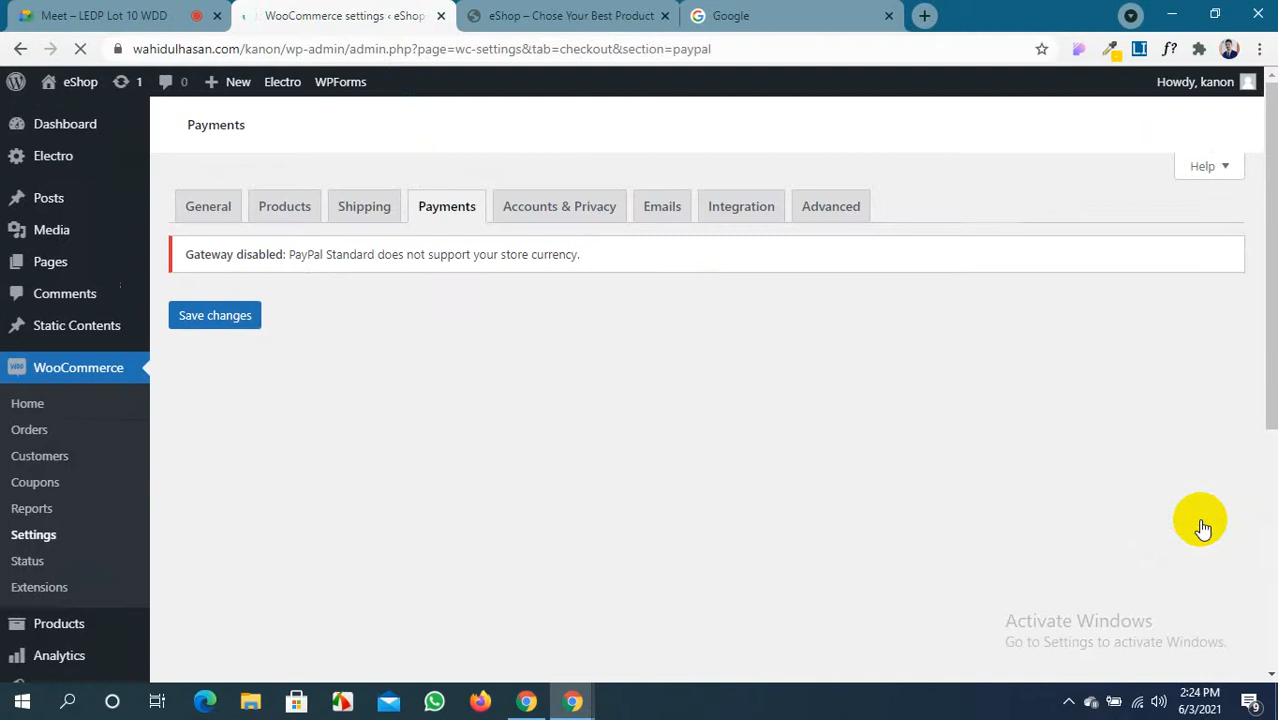 Meet – LEDP Lot 10 WDD
WooCommerce settings ‹ eShop
eShop – Chose Your Best Product
Google
wahidulhasan.com/kanon/wp-admin/admin.php?page=wc-settings&tab=checkout&section=paypal
eShop
1
0
New
Electro
WPForms
Howdy, kanon
Dashboard
Electro
Posts
Media
Pages
Comments
Static Contents
WooCommerce
Home
Orders
Customers
Coupons
Reports
Settings
Status
Extensions
Products
Analytics
Payments
Help
General
Products
Shipping
Payments
Accounts & Privacy
Emails
Integration
Advanced
Gateway disabled: PayPal Standard does not support your store currency.
Save changes
Activate Windows
Go to Settings to activate Windows.
2:24 PM
6/3/2021
9